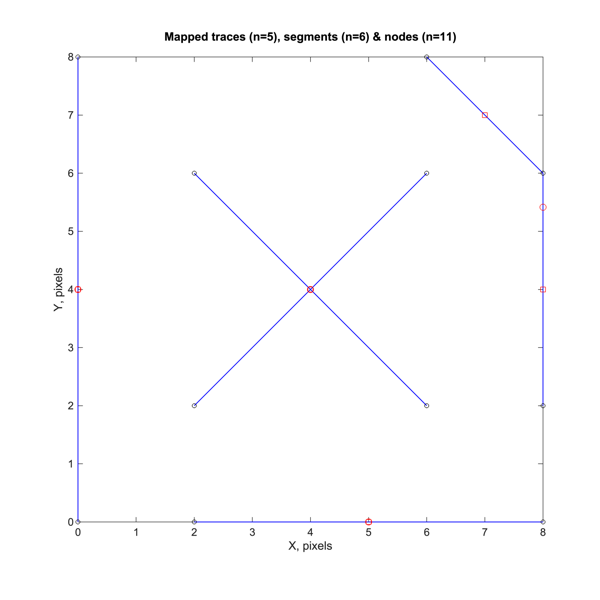 Mapped traces (n=5), segments (n=6) & nodes (n=11)
8
7
6
5
4
3
2
1
0
Y, pixels
0 1 2 3 4 5 6 7 8
X, pixels